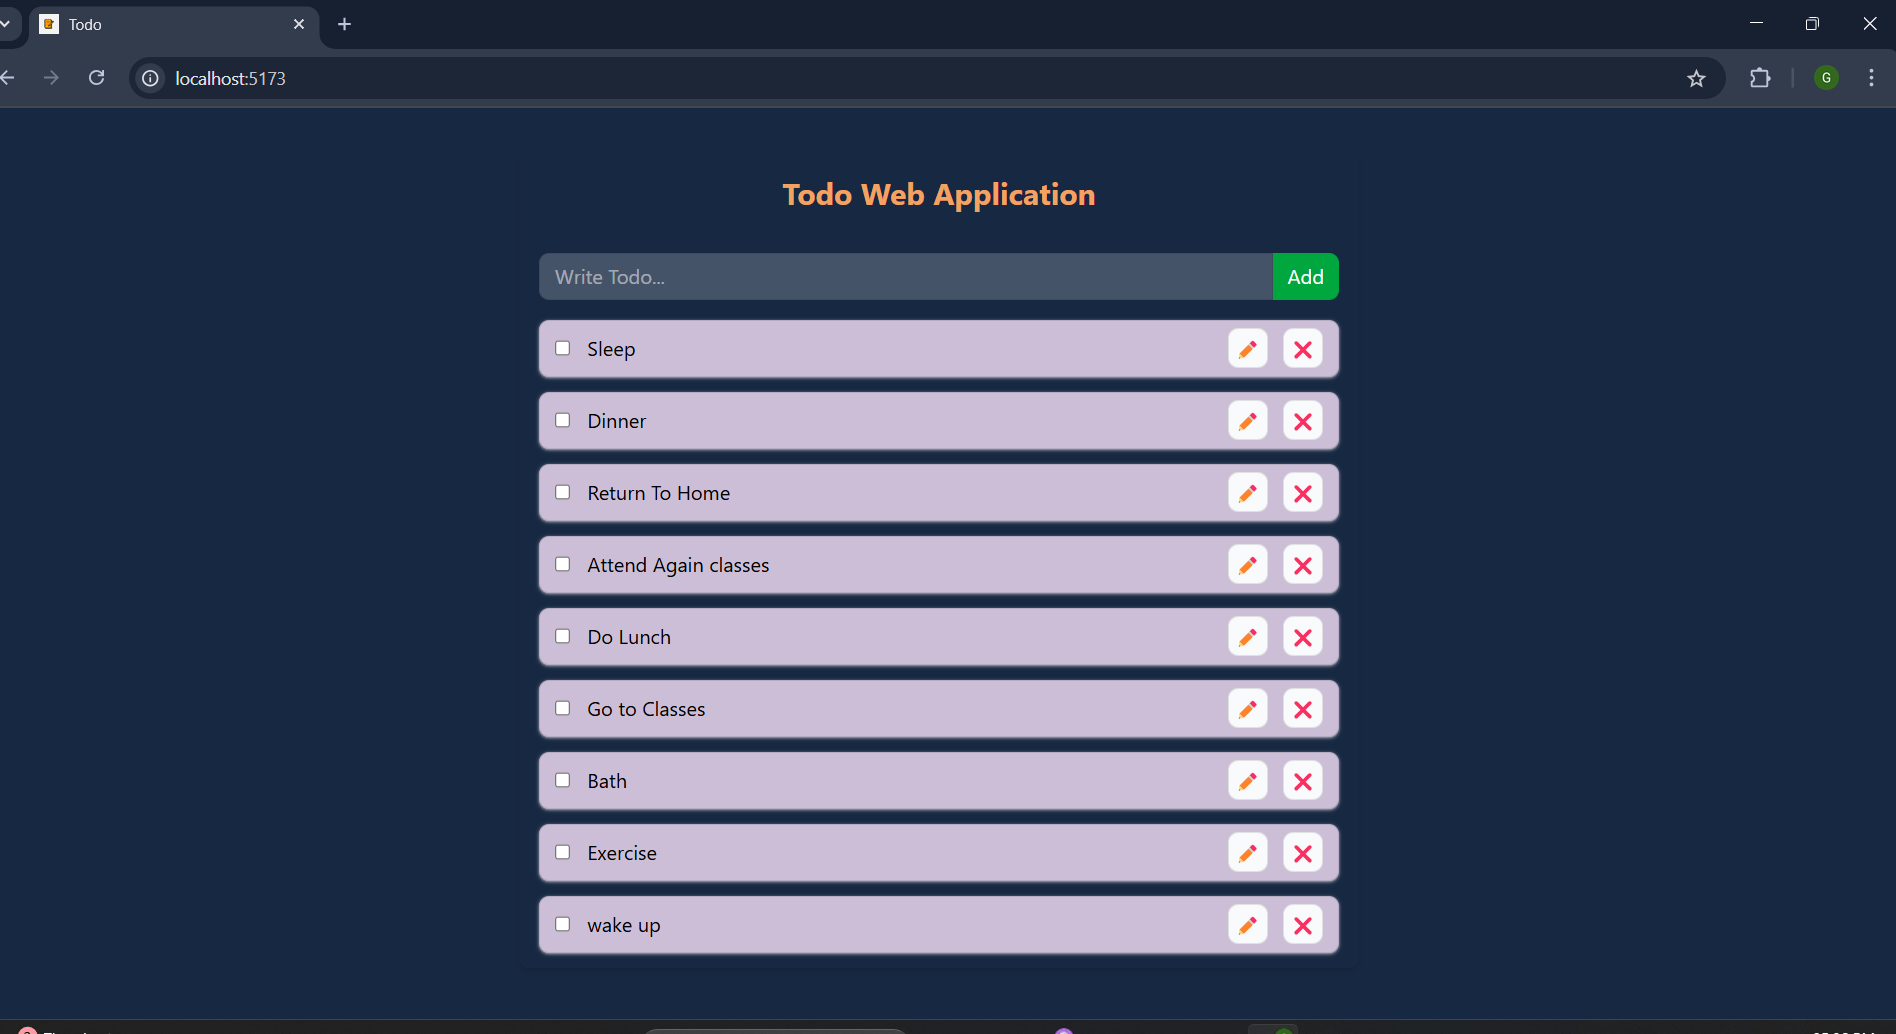 Todo
localhost:5173
G
Todo Web Application
Write Todo...
Add
Sleep
Dinner
Return To Home
Attend Again classes
Do Lunch
Go to Classes
Bath
Exercise
wake up